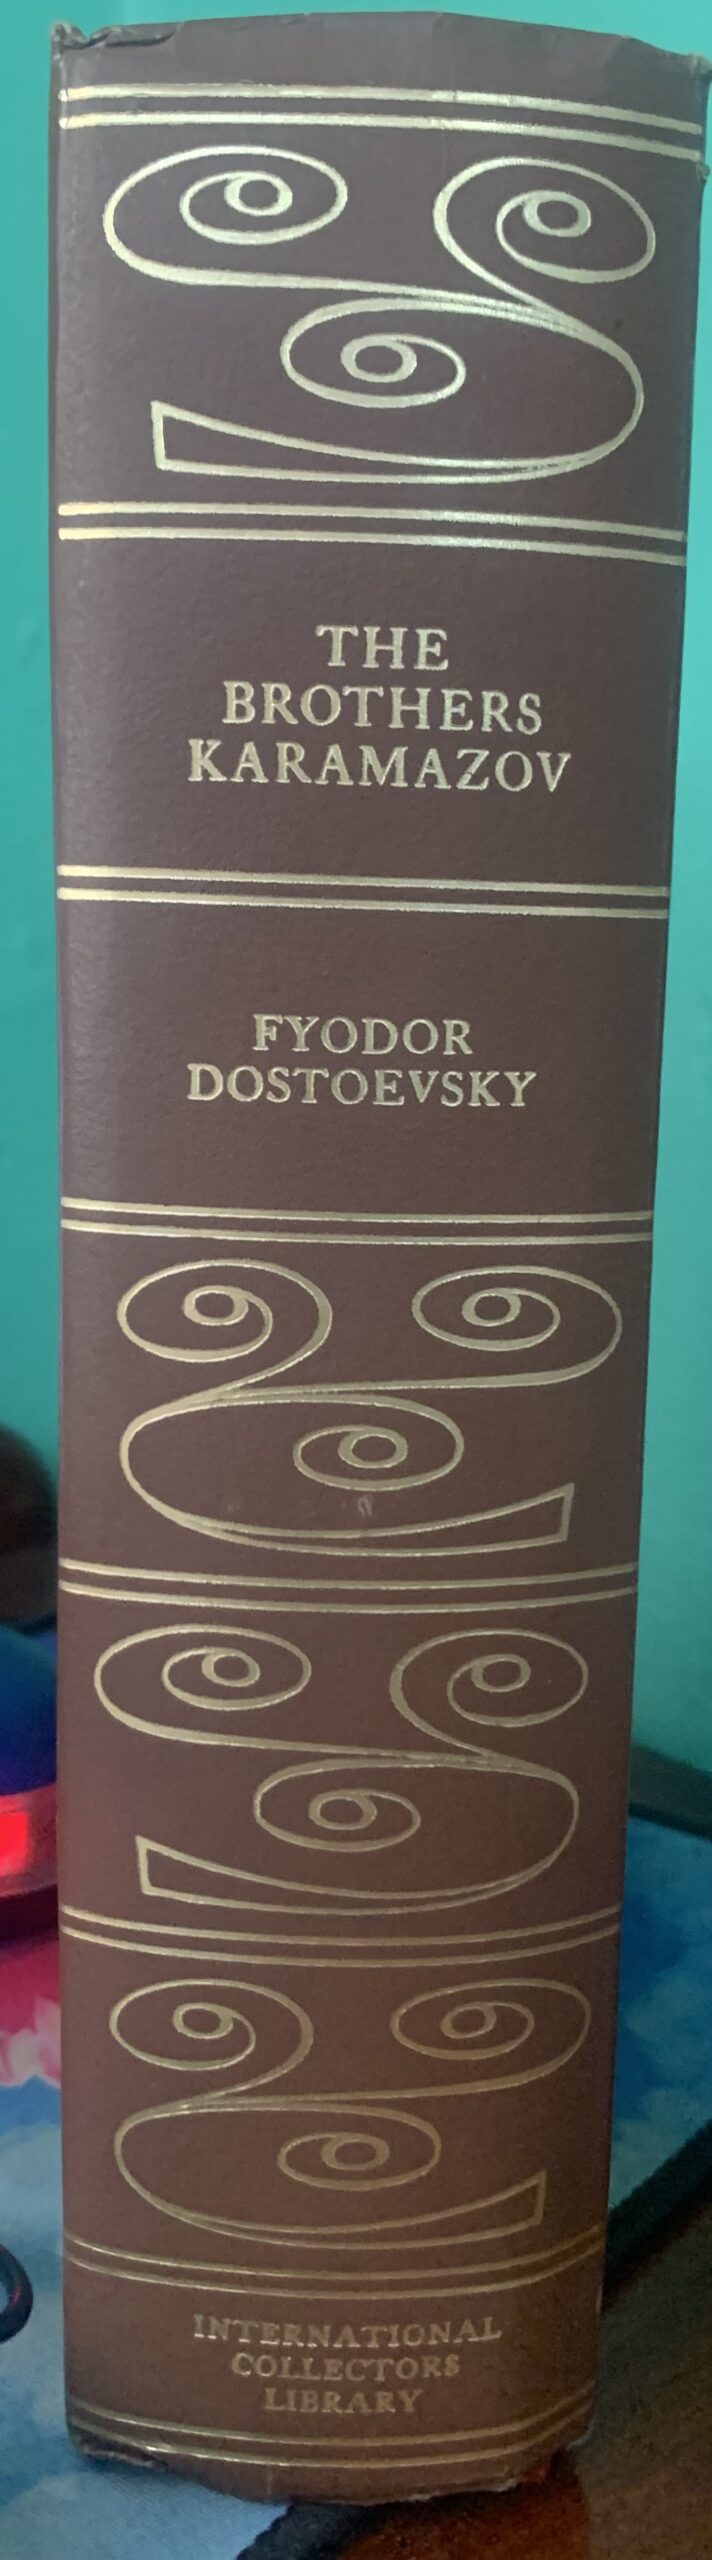 THE
BROTHERS
KARAMAZOV
FYODOR
DOSTOEVSKY
INTERNATIONAL
COLLECTORS
LIBRARY